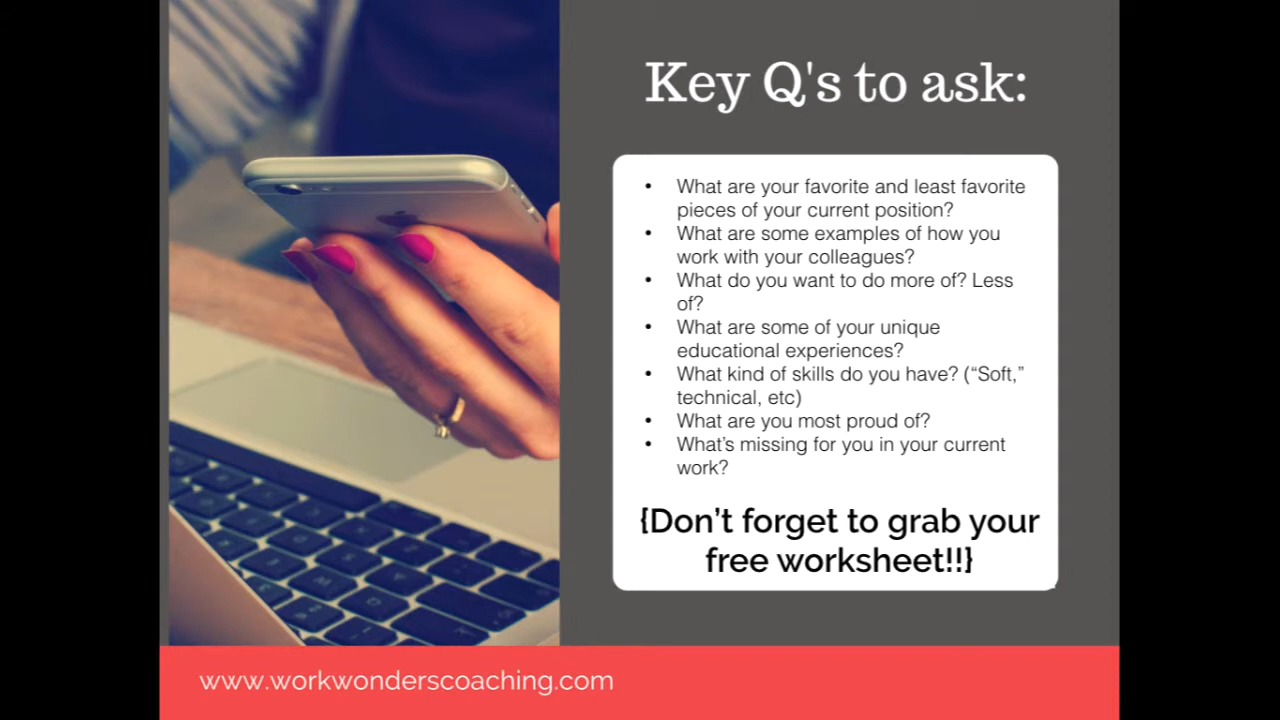 Key Q's to ask:
• What are your favorite and least favorite
pieces of your current position?
• What are some examples of how you
work with your colleagues?
• What do you want to do more of? Less
of?
• What are some of your unique
educational experiences?
• What kind of skills do you have? (“Soft,”
technical, etc)
• What are you most proud of?
• What’s missing for you in your current
work?
{Don’t forget to grab your
free worksheet!!}
www.workwonderscoaching.com